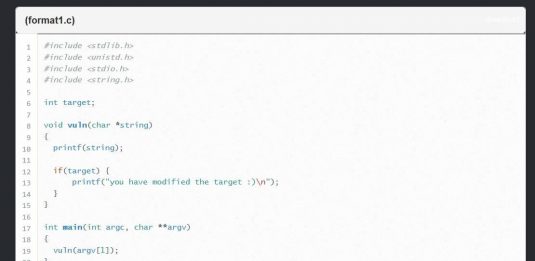 (format1.c)
1 #include <stdlib.h>
2 #include <unistd.h>
3 #include <stdio.h>
4 #include <string.h>
5
6 int target;
7
8 void vuln(char *string)
9 {
10 printf(string);
11
12 if(target) {
13 printf("you have modified the target :)\n");
14 }
15 }
16
17 int main(int argc, char **argv)
18 {
19 vuln(argv[1]);